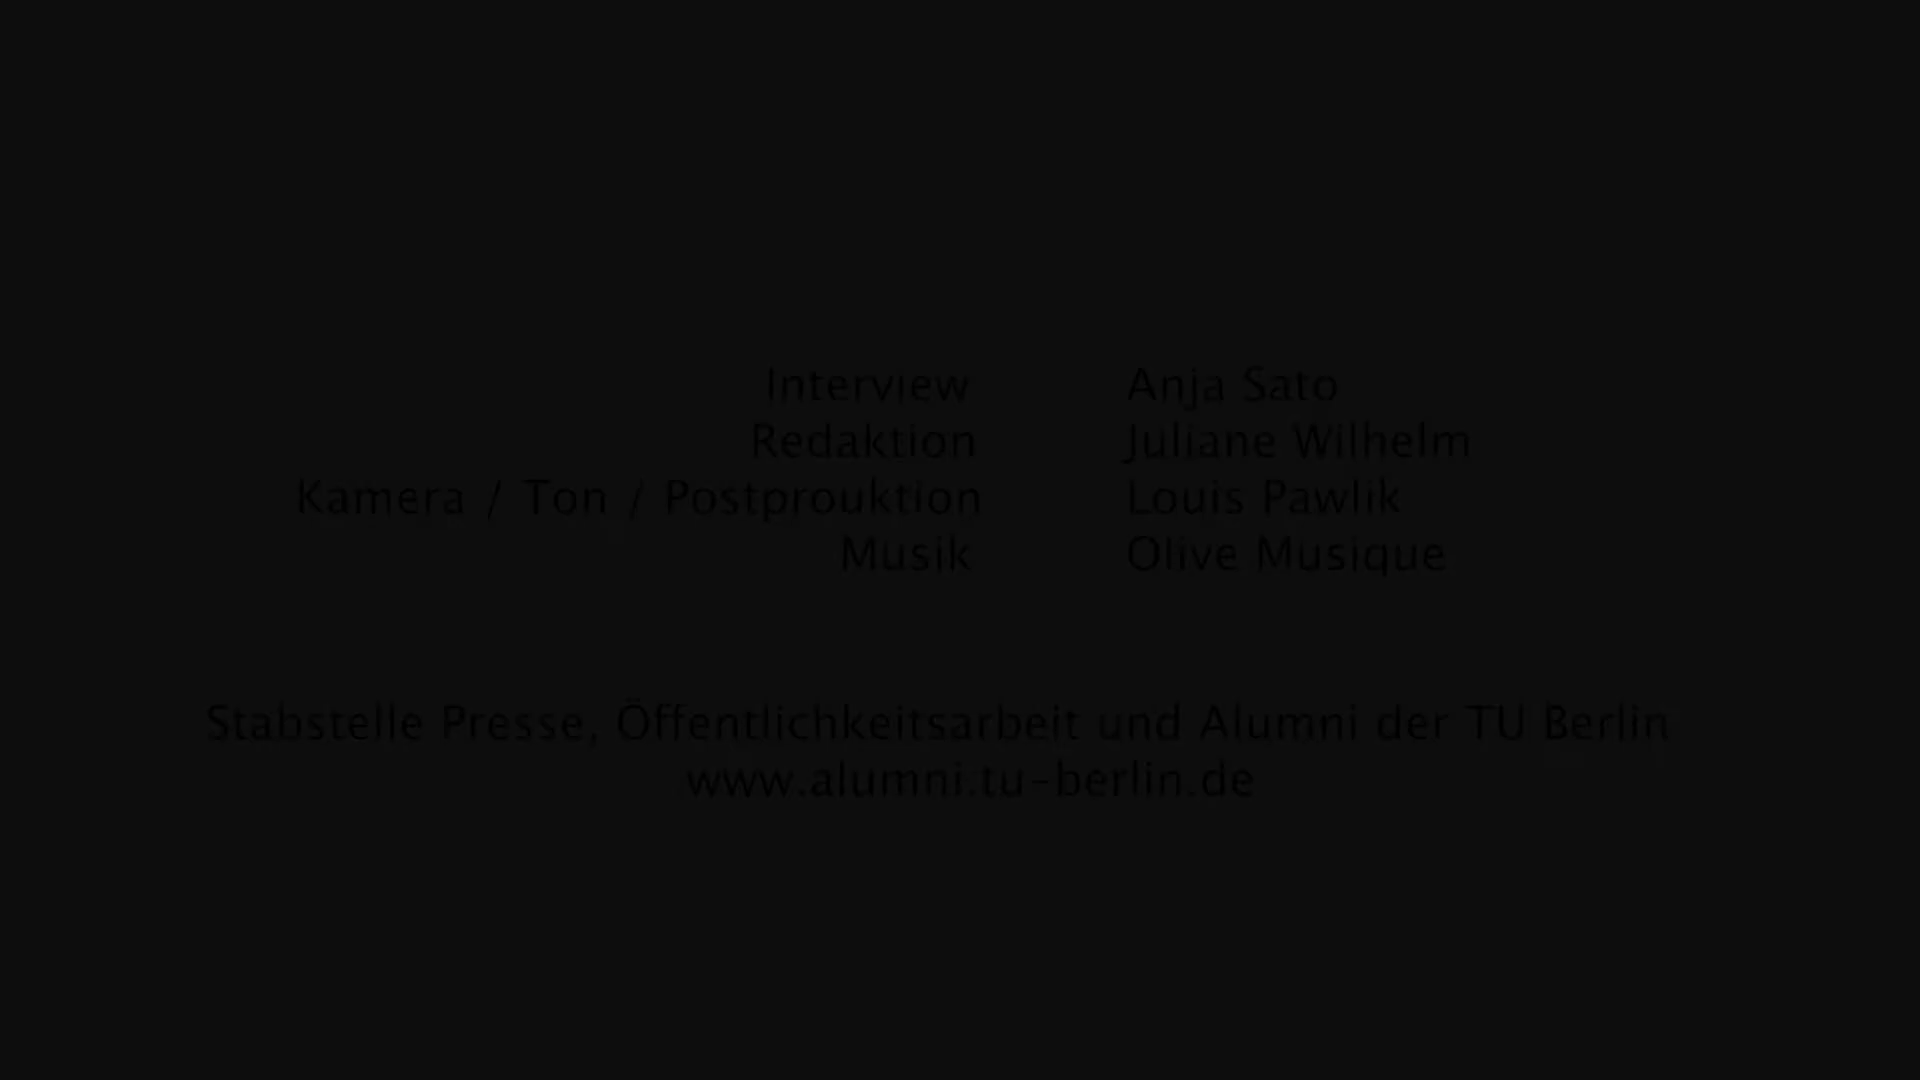 Interview Anja Sato
Redaktion Juliane Wilhelm
Kamera / Ton / Postprouktion Louis Pawlik
Musik Olive Musique
Stabstelle Presse, Öffentlichkeitsarbeit und Alumni der TU Berlin
www.alumni.tu-berlin.de